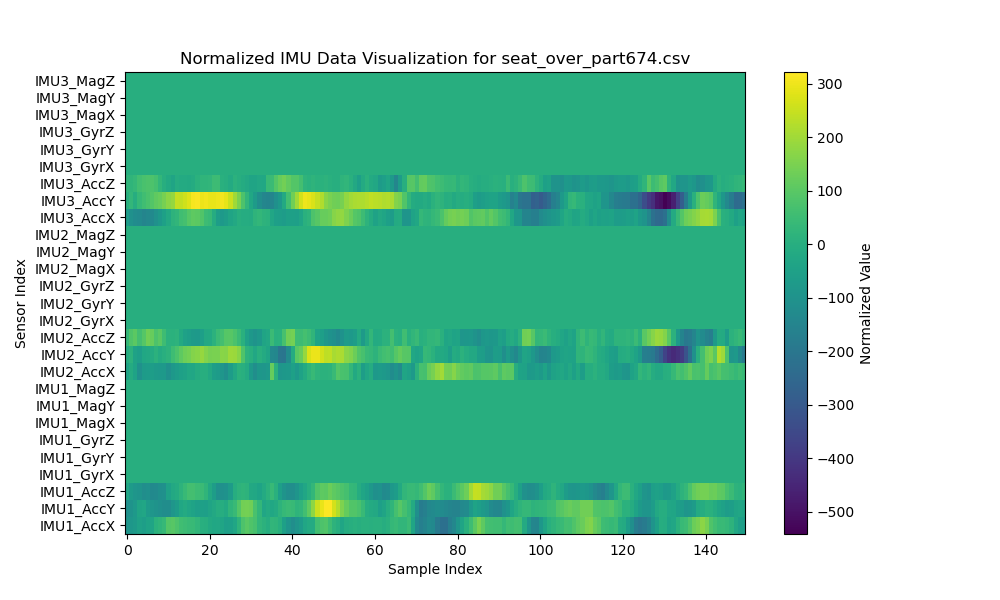 Normalized IMU Data Visualization for seat_over_part674.csv
IMU3_MagZ
IMU3_MagY
IMU3_MagX
IMU3_GyrZ
IMU3_GyrY
IMU3_GyrX
IMU3_AccZ
IMU3_AccY
IMU3_AccX
IMU2_MagZ
IMU2_MagY
IMU2_MagX
IMU2_GyrZ
IMU2_GyrY
IMU2_GyrX
IMU2_AccZ
IMU2_AccY
IMU2_AccX
IMU1_MagZ
IMU1_MagY
IMU1_MagX
IMU1_GyrZ
IMU1_GyrY
IMU1_GyrX
IMU1_AccZ
IMU1_AccY
IMU1_AccX
Sensor Index
0 20 40 60 80 100 120 140
Sample Index
300
200
100
0
−100
−200
−300
−400
−500
Normalized Value